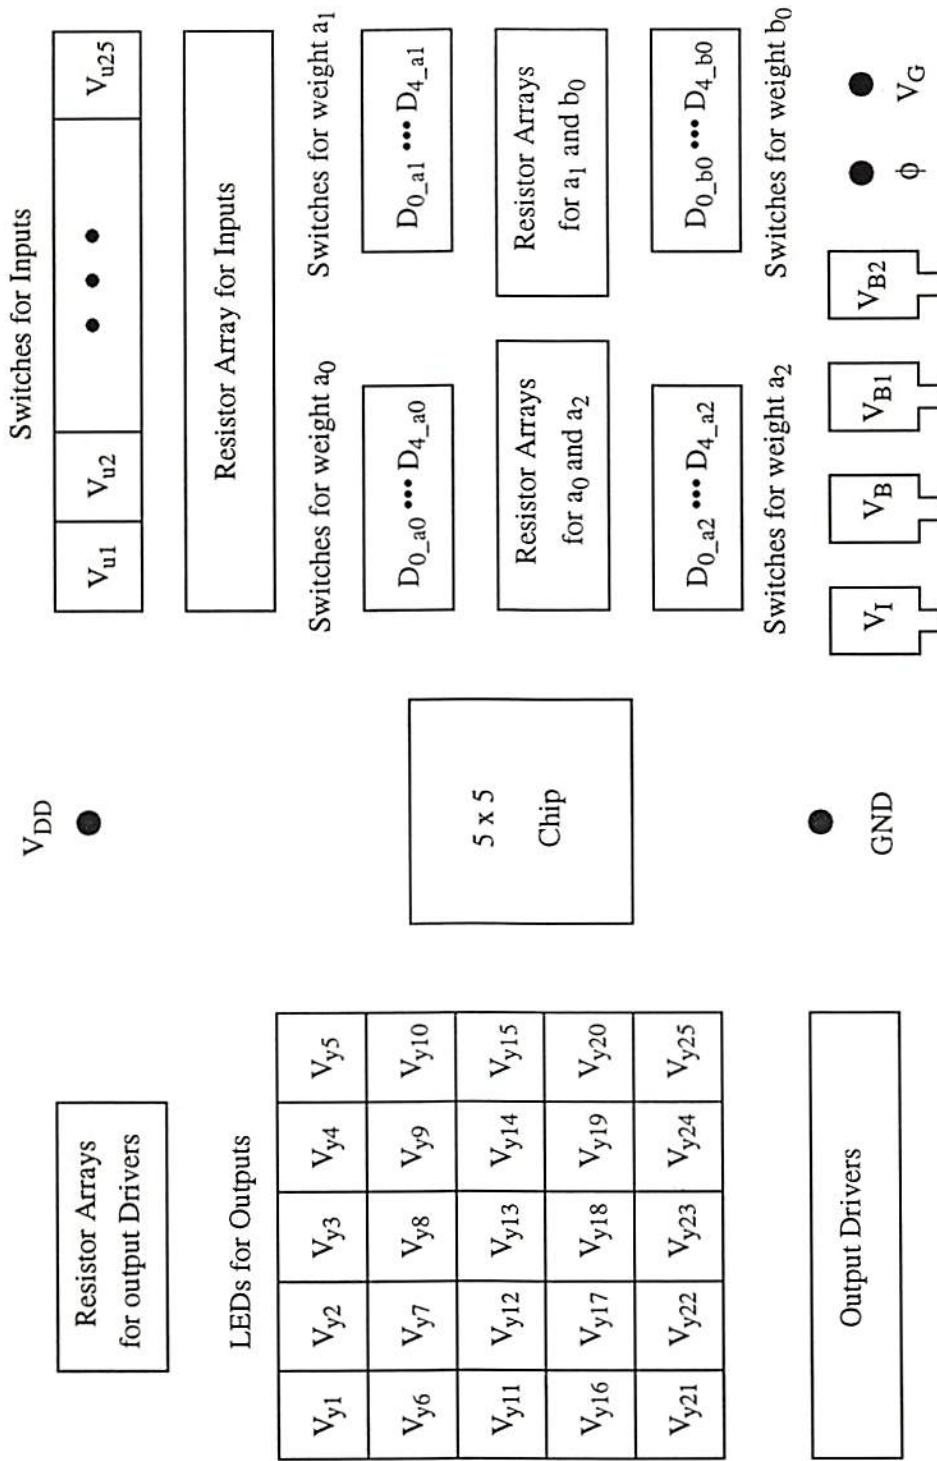 Resistor Arrays
for output Drivers
LEDs for Outputs
Vy1 Vy2 Vy3 Vy4 Vy5
Vy6 Vy7 Vy8 Vy9 Vy10
Vy11 Vy12 Vy13 Vy14 Vy15
Vy16 Vy17 Vy18 Vy19 Vy20
Vy21 Vy22 Vy23 Vy24 Vy25
Output Drivers
VDD
5 x 5
Chip
GND
Switches for Inputs
Vu1 Vu2 ••• Vu25
Resistor Array for Inputs
Switches for weight a0
D0_a0 ••• D4_a0
Resistor Arrays
for a0 and a2
D0_a2 ••• D4_a2
Switches for weight a2
Switches for weight a1
D0_a1 ••• D4_a1
Resistor Arrays
for a1 and b0
D0_b0 ••• D4_b0
Switches for weight b0
VI VB VB1 VB2
ϕ VG